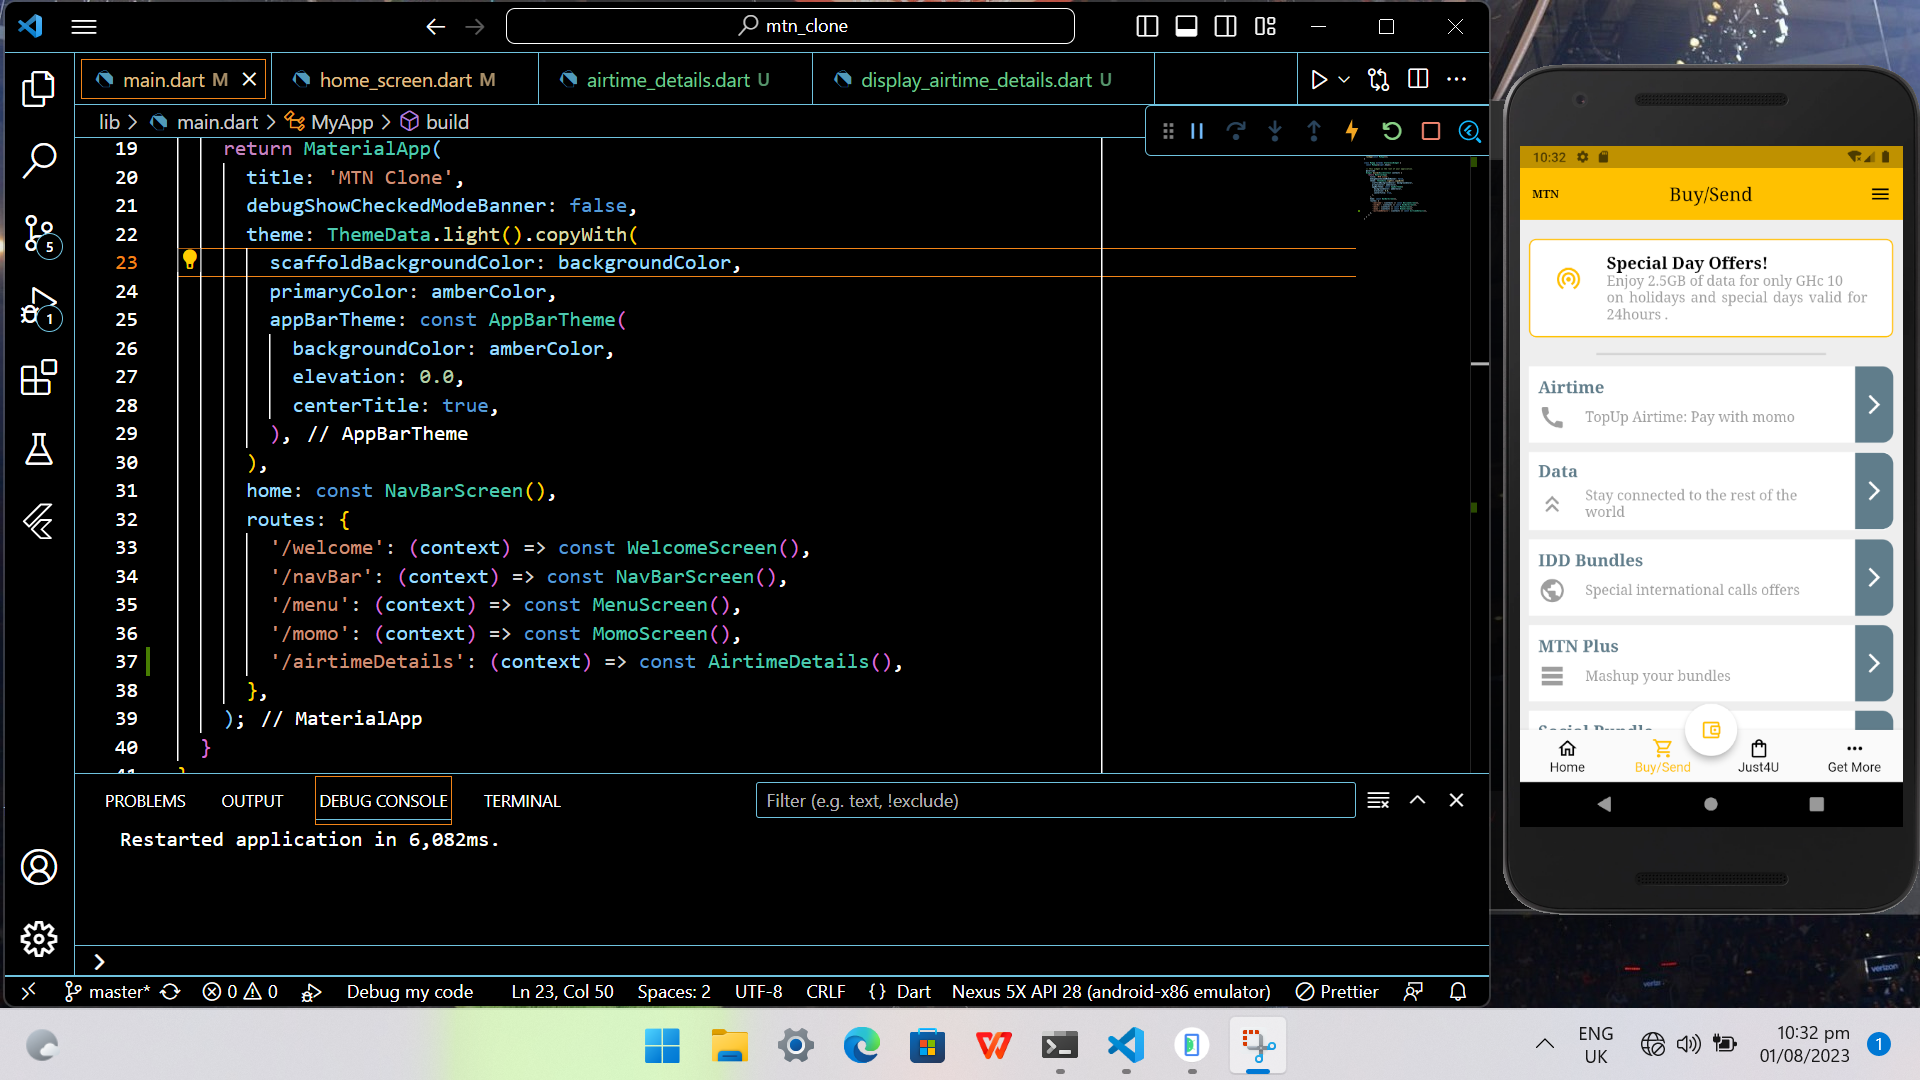 mtn_clone
main.dart M
home_screen.dart M
airtime_details.dart U
display_airtime_details.dart U
lib > main.dart > MyApp > build
19 return MaterialApp(
20 title: 'MTN Clone',
21 debugShowCheckedModeBanner: false,
22 theme: ThemeData.light().copyWith(
23 scaffoldBackgroundColor: backgroundColor,
24 primaryColor: amberColor,
25 appBarTheme: const AppBarTheme(
26 backgroundColor: amberColor,
27 elevation: 0.0,
28 centerTitle: true,
29 ), // AppBarTheme
30 ),
31 home: const NavBarScreen(),
32 routes: {
33 '/welcome': (context) => const WelcomeScreen(),
34 '/navBar': (context) => const NavBarScreen(),
35 '/menu': (context) => const MenuScreen(),
36 '/momo': (context) => const MomoScreen(),
37 '/airtimeDetails': (context) => const AirtimeDetails(),
38 },
39 ); // MaterialApp
40 }
5
1
PROBLEMS OUTPUT DEBUG CONSOLE TERMINAL
Filter (e.g. text, !exclude)
Restarted application in 6,082ms.
master* 0 0 Debug my code Ln 23, Col 50 Spaces: 2 UTF-8 CRLF {} Dart Nexus 5X API 28 (android-x86 emulator) Prettier
10:32
MTN Buy/Send
Special Day Offers!
Enjoy 2.5GB of data for only GHc 10
on holidays and special days valid for
24hours .
Airtime
TopUp Airtime: Pay with momo
Data
Stay connected to the rest of the
world
IDD Bundles
Special international calls offers
MTN Plus
Mashup your bundles
Home Buy/Send Just4U Get More
verizon
ENG
UK
10:32 pm
01/08/2023
1